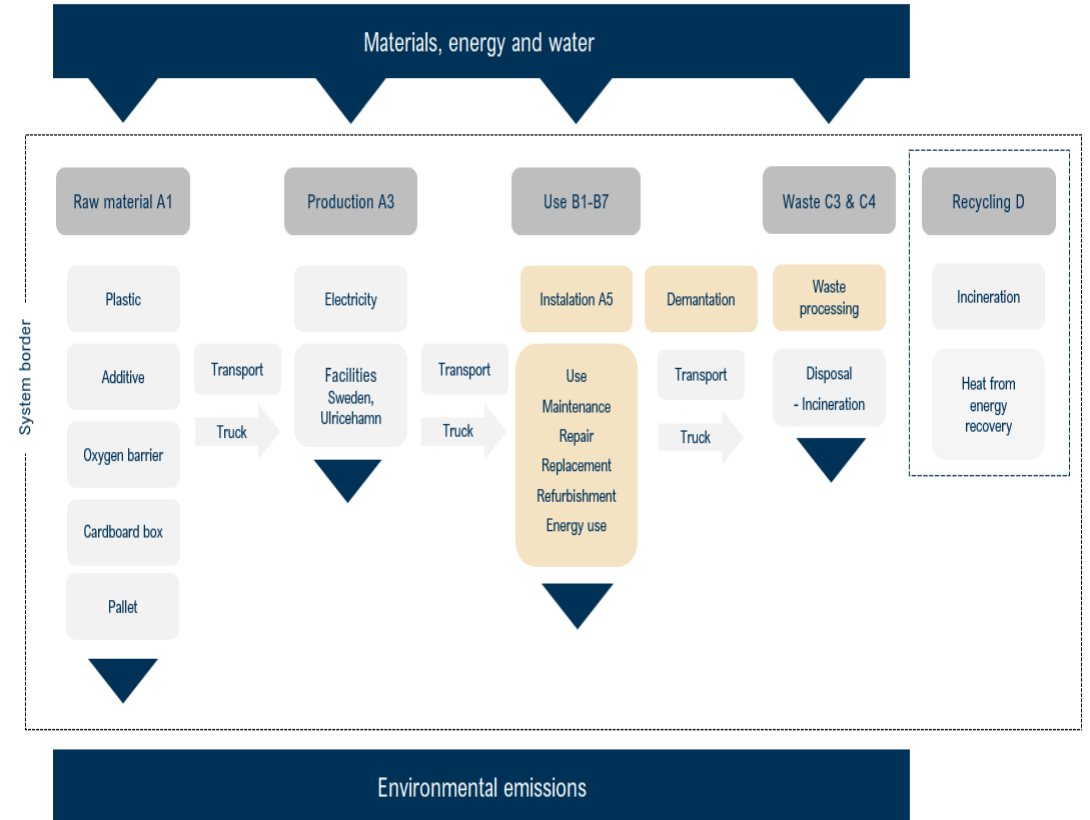 Materials, energy and water
System border
Raw material A1
Plastic
Additive
Oxygen barrier
Cardboard box
Pallet
Transport
Truck
Production A3
Electricity
Facilities
Sweden,
Ulricehamn
Transport
Truck
Use B1-B7
Instalation A5
Use
Maintenance
Repair
Replacement
Refurbishment
Energy use
Demantation
Transport
Truck
Waste C3 & C4
Waste
processing
Disposal
- Incineration
Recycling D
Incineration
Heat from
energy
recovery
Environmental emissions